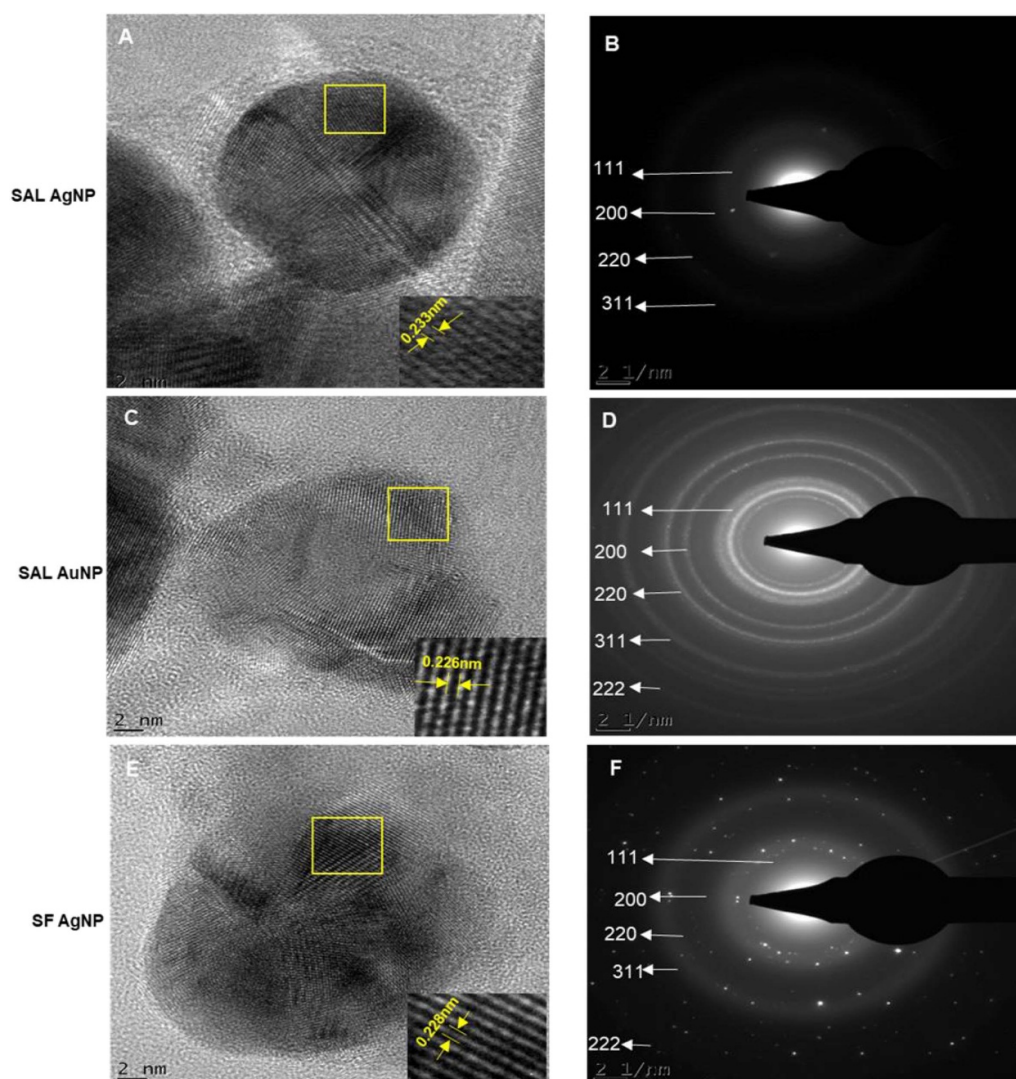 A
SAL AgNP
0.233nm
2 nm
B
111
200
220
311
2 1/nm
C
SAL AuNP
0.226nm
2 nm
D
111
200
220
311
222
2 1/nm
E
SF AgNP
0.228nm
2 nm
F
111
200
220
311
222
2 1/nm